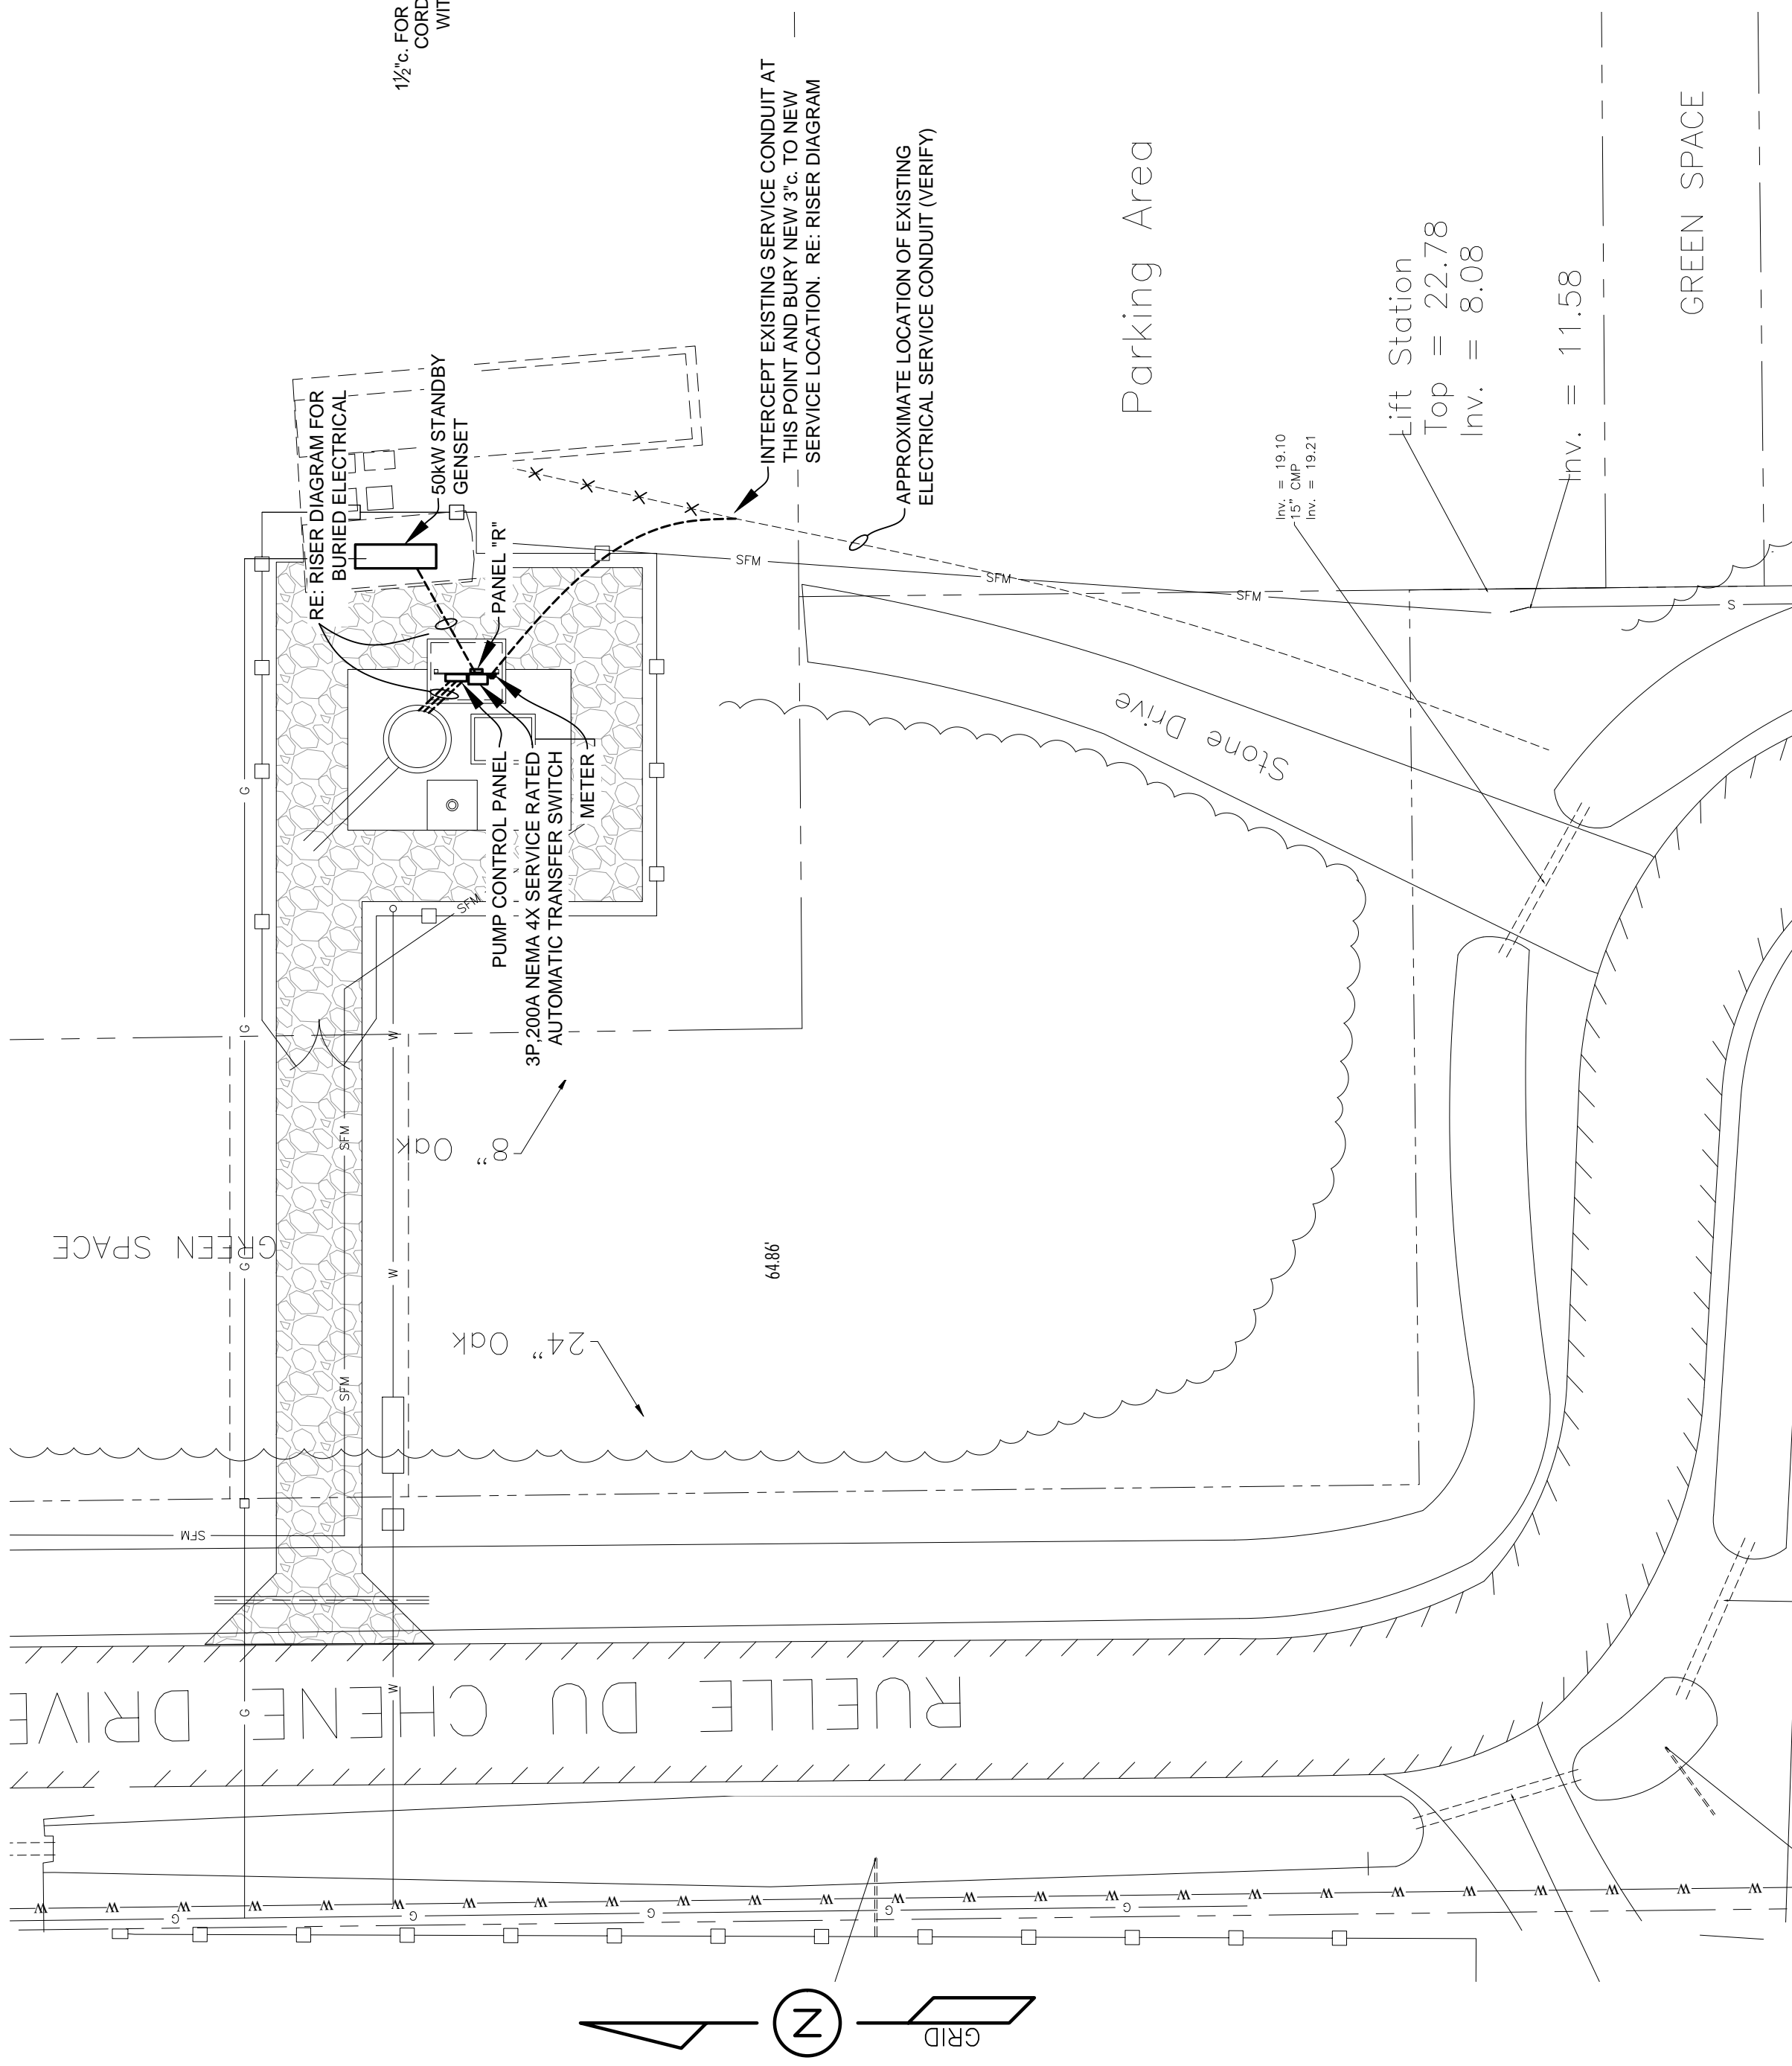 1½"c. FOR
CORD
WIT
RE: RISER DIAGRAM FOR
BURIED ELECTRICAL
50kW STANDBY
GENSET
PANEL "R"
INTERCEPT EXISTING SERVICE CONDUIT AT
THIS POINT AND BURY NEW 3"c. TO NEW
SERVICE LOCATION. RE: RISER DIAGRAM
APPROXIMATE LOCATION OF EXISTING
ELECTRICAL SERVICE CONDUIT (VERIFY)
Parking Area
Lift Station
Top = 22.78
Inv. = 8.08
Inv. = 11.58
GREEN SPACE
Inv. = 19.10
15" CMP
Inv. = 19.21
PUMP CONTROL PANEL
3P,200A NEMA 4X SERVICE RATED
AUTOMATIC TRANSFER SWITCH
METER
SFM
SFM
SFM
S
Stone Drive
G
G
G
G
SFM
SFM
SFM
SFM
W
W
W
8" Oak
24" Oak
GREEN SPACE
64.86'
RUELLE DU CHENE DRIVE
W W W W W W W W W W W W W W W W W W W W W W W W W
G G G G G
N
GRID